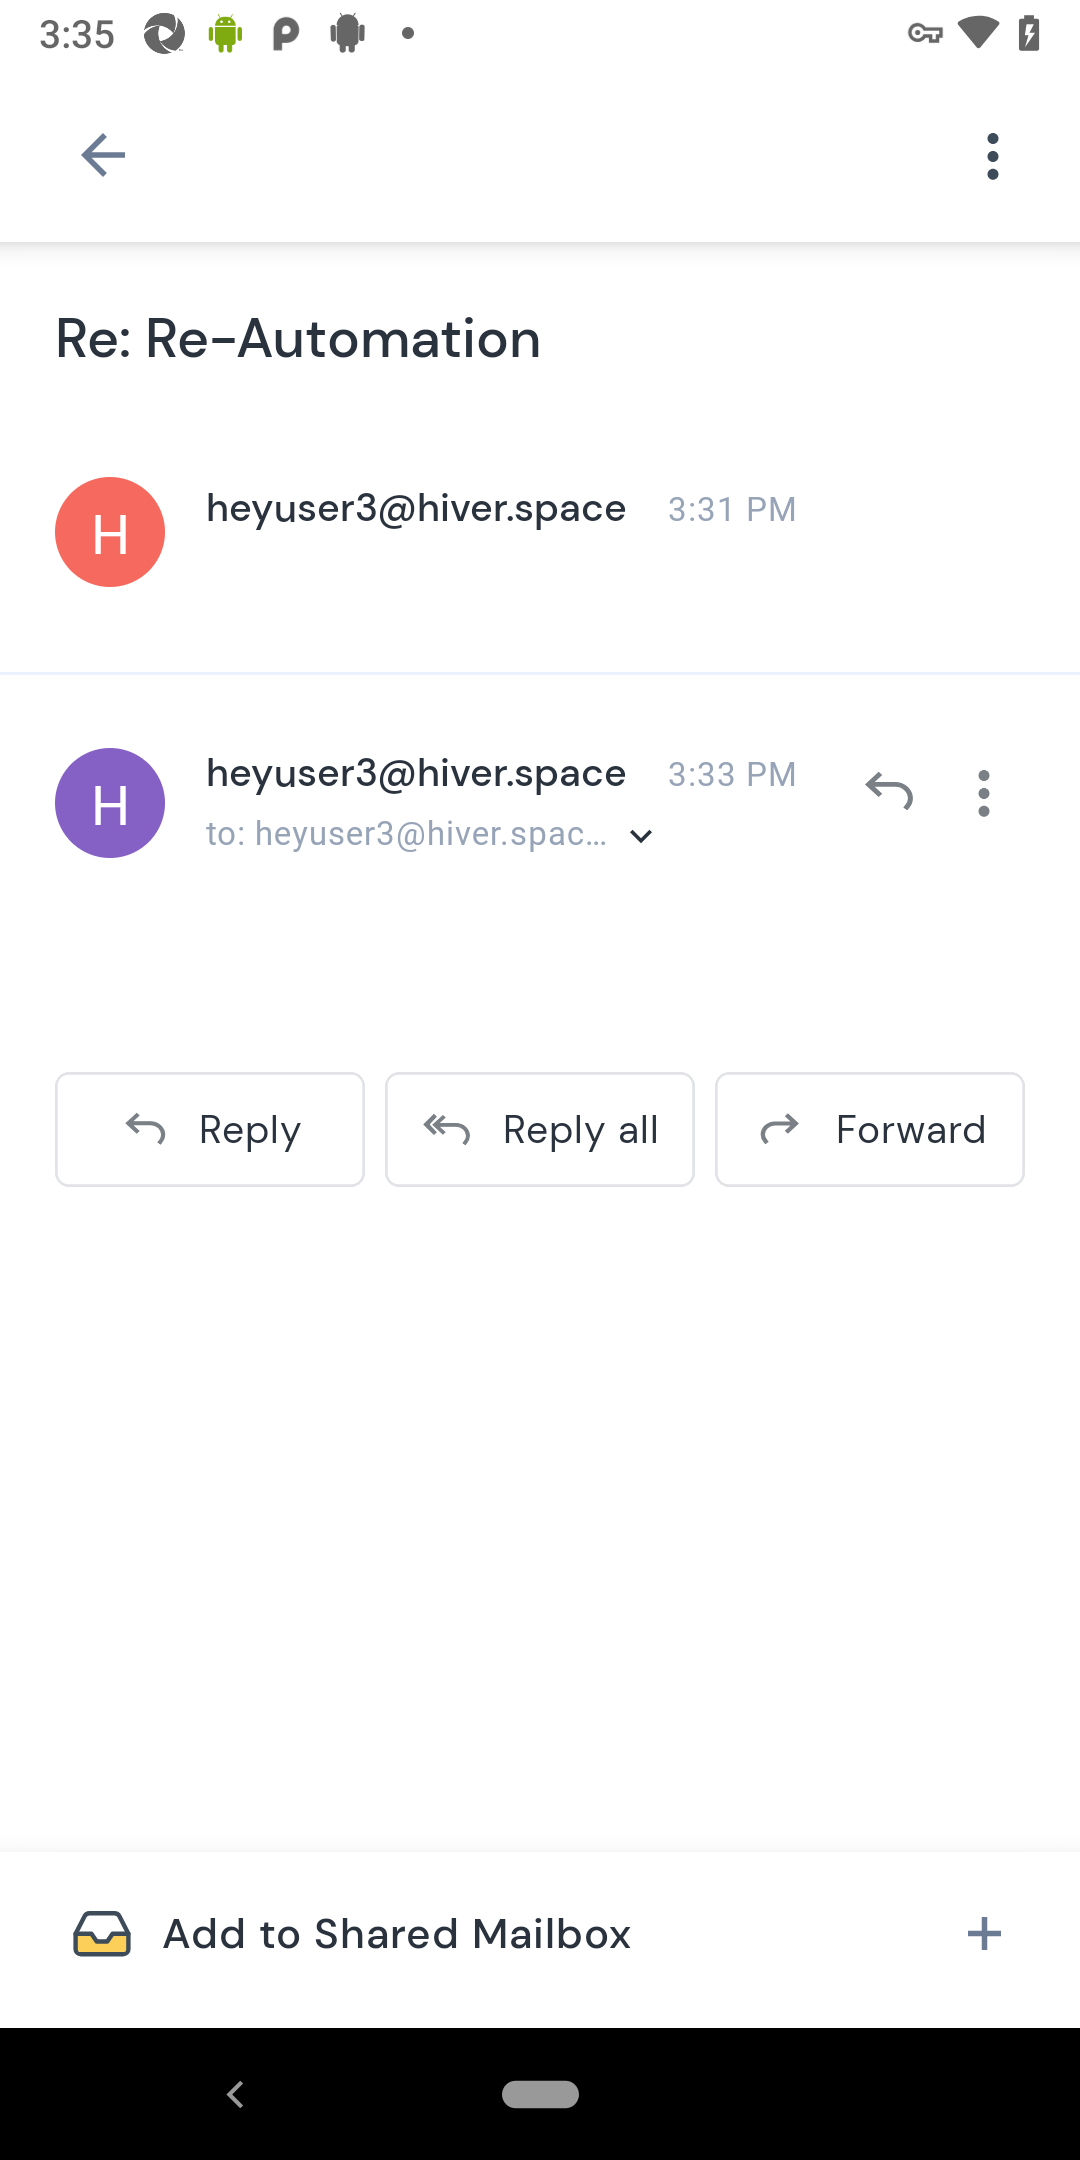 3:35
Re: Re-Automation
H
heyuser3@hiver.space 3:31 PM
H
heyuser3@hiver.space 3:33 PM
to: heyuser3@hiver.spac...
Reply
Reply all
Forward
Add to Shared Mailbox